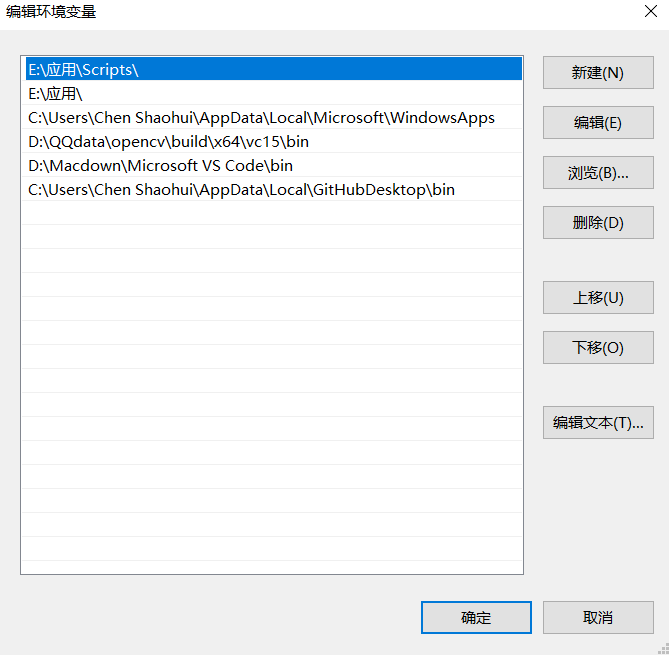 编辑环境变量
E:\应用\Scripts\
E:\应用\
C:\Users\Chen Shaohui\AppData\Local\Microsoft\WindowsApps
D:\QQdata\opencv\build\x64\vc15\bin
D:\Macdown\Microsoft VS Code\bin
C:\Users\Chen Shaohui\AppData\Local\GitHubDesktop\bin
新建(N)
编辑(E)
浏览(B)...
删除(D)
上移(U)
下移(O)
编辑文本(T)...
确定
取消